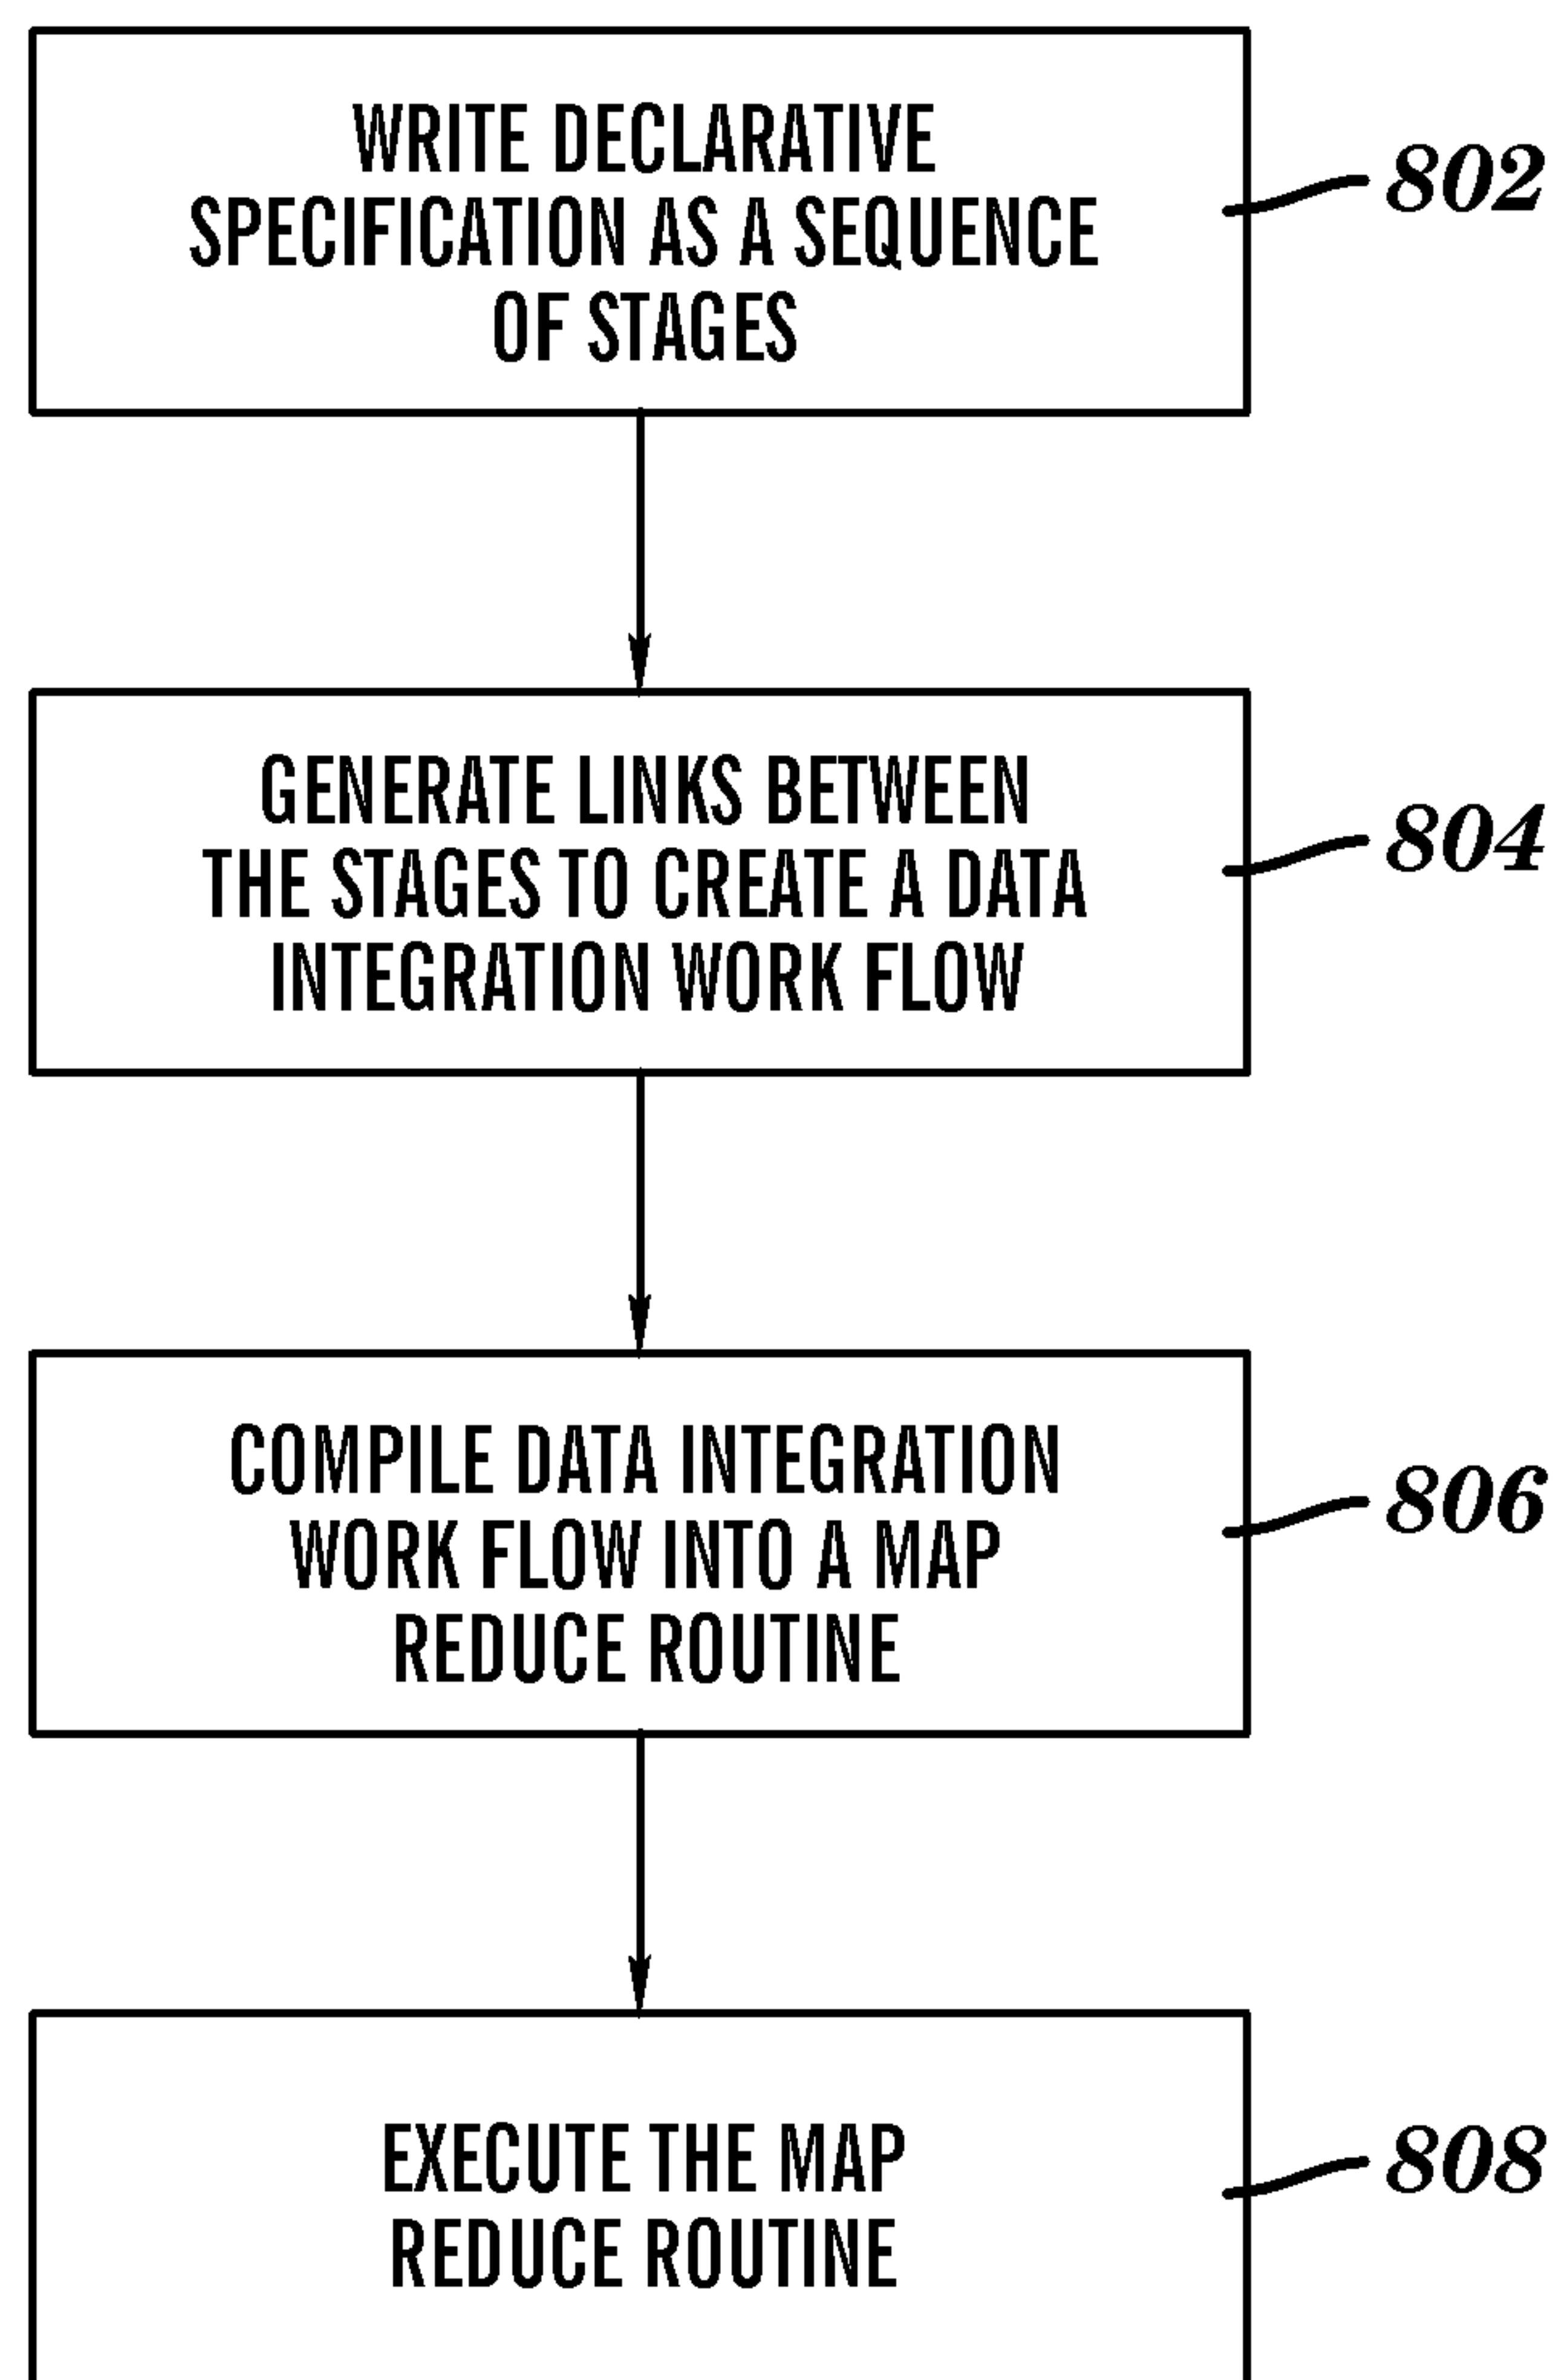 WRITE DECLARATIVE
SPECIFICATION AS A SEQUENCE
OF STAGES
802
GENERATE LINKS BETWEEN
THE STAGES TO CREATE A DATA
INTEGRATION WORK FLOW
804
COMPILE DATA INTEGRATION
WORK FLOW INTO A MAP
REDUCE ROUTINE
806
EXECUTE THE MAP
REDUCE ROUTINE
808